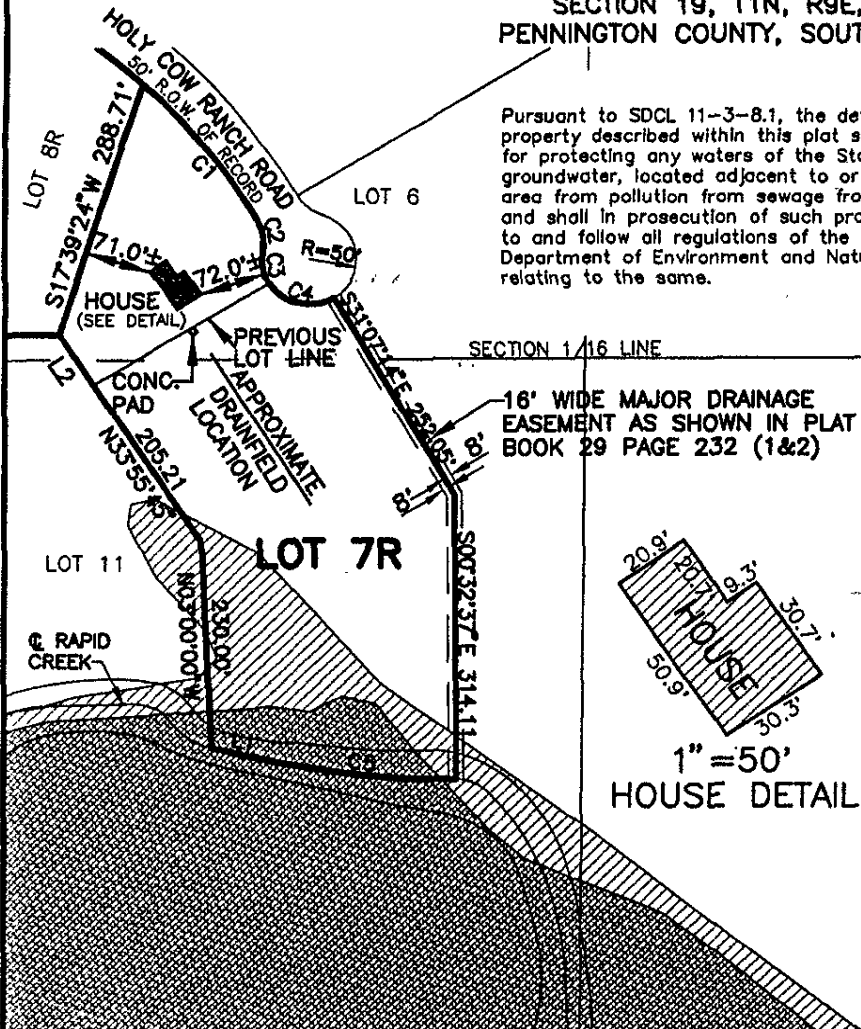 SECTION 19, T1N, R9E,
PENNINGTON COUNTY, SOUT
Pursuant to SDCL 11-3-8.1, the de
property described within this plat s
for protecting any waters of the Sta
groundwater, located adjacent to or
area from pollution from sewage fro
and shall in prosecution of such pro
to and follow all regulations of the
Department of Environment and Natu
relating to the same.
HOLY COW RANCH ROAD
50' R.O.W. OF RECORD
LOT 8R
S17°39'24"W 288.71'
C1
LOT 6
C2
C3
R=50'
C4
71.0'±
72.0'±
HOUSE
(SEE DETAIL)
PREVIOUS
LOT LINE
SECTION 1/16 LINE
L2
CONC.
PAD
APPROXIMATE
DRAINFIELD
LOCATION
252.05'
16' WIDE MAJOR DRAINAGE
EASEMENT AS SHOWN IN PLAT
BOOK 29 PAGE 232 (1&2)
8'
8'
205.21
LOT 7R
LOT 11
N03°00'00"W
230.00'
S00°32'37"E 314.11
℄ RAPID
CREEK
C5
20.9'
20.7'
9.3'
30.7'
50.9'
30.3'
HOUSE
1"=50'
HOUSE DETAIL